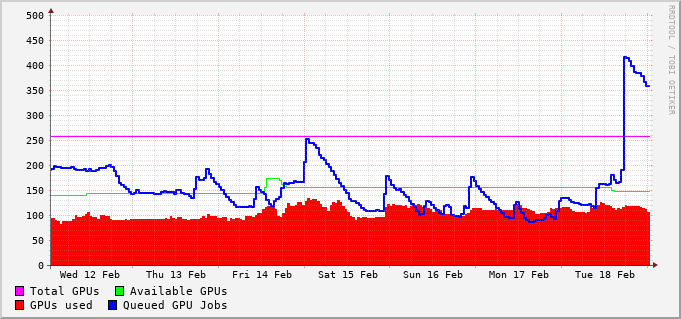 500
450
400
350
300
250
200
150
100
50
0
Wed 12 Feb Thu 13 Feb Fri 14 Feb Sat 15 Feb Sun 16 Feb Mon 17 Feb Tue 18 Feb
Total GPUs Available GPUs
GPUs used Queued GPU Jobs
RRDTOOL / TOBI OETIKER